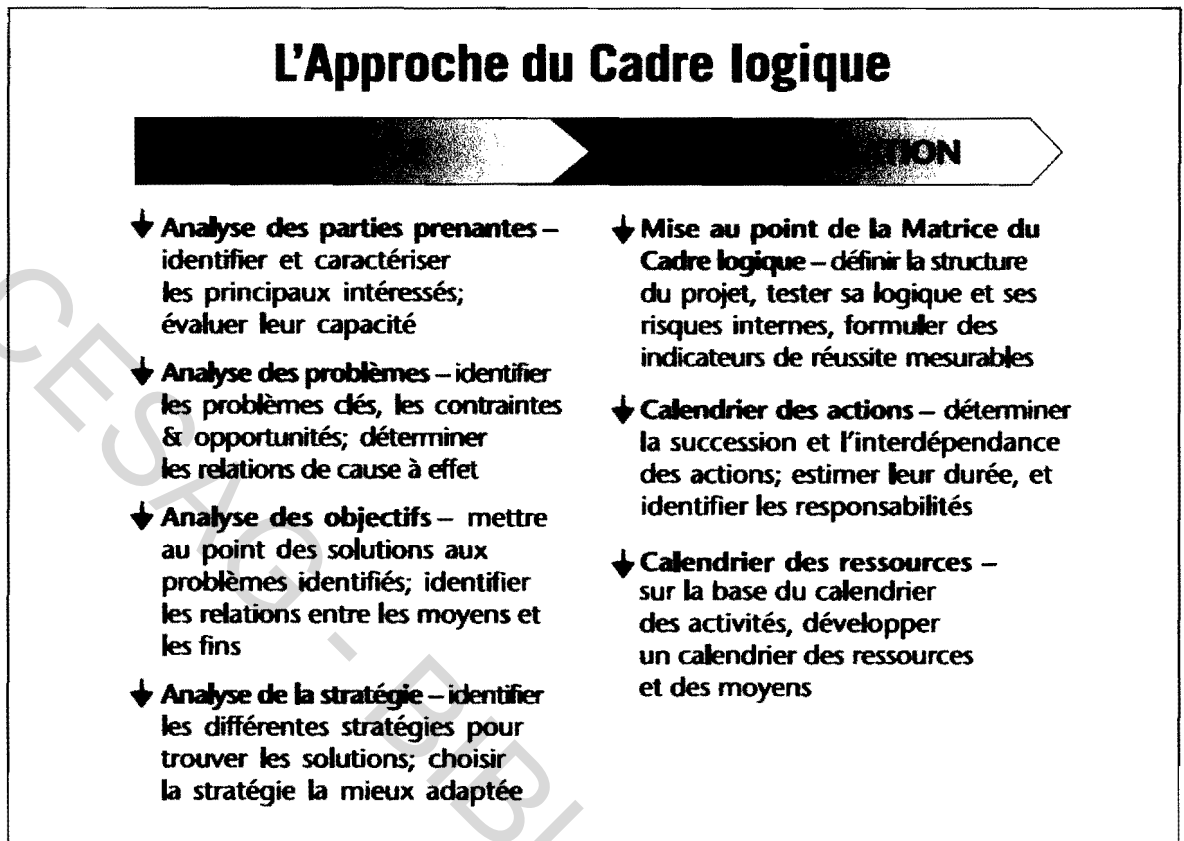 L'Approche du Cadre logique
TION
Analyse des parties prenantes –
identifier et caractériser
les principaux intéressés;
évaluer leur capacité
Analyse des problèmes – identifier
les problèmes clés, les contraintes
& opportunités; déterminer
les relations de cause à effet
Analyse des objectifs – mettre
au point des solutions aux
problèmes identifiés; identifier
les relations entre les moyens et
les fins
Analyse de la stratégie – identifier
les différentes stratégies pour
trouver les solutions; choisir
la stratégie la mieux adaptée
Mise au point de la Matrice du
Cadre logique – définir la structure
du projet, tester sa logique et ses
risques internes, formuler des
indicateurs de réussite mesurables
Calendrier des actions – déterminer
la succession et l'interdépendance
des actions; estimer leur durée, et
identifier les responsabilités
Calendrier des ressources –
sur la base du calendrier
des activités, développer
un calendrier des ressources
et des moyens
CESAG - BIBL